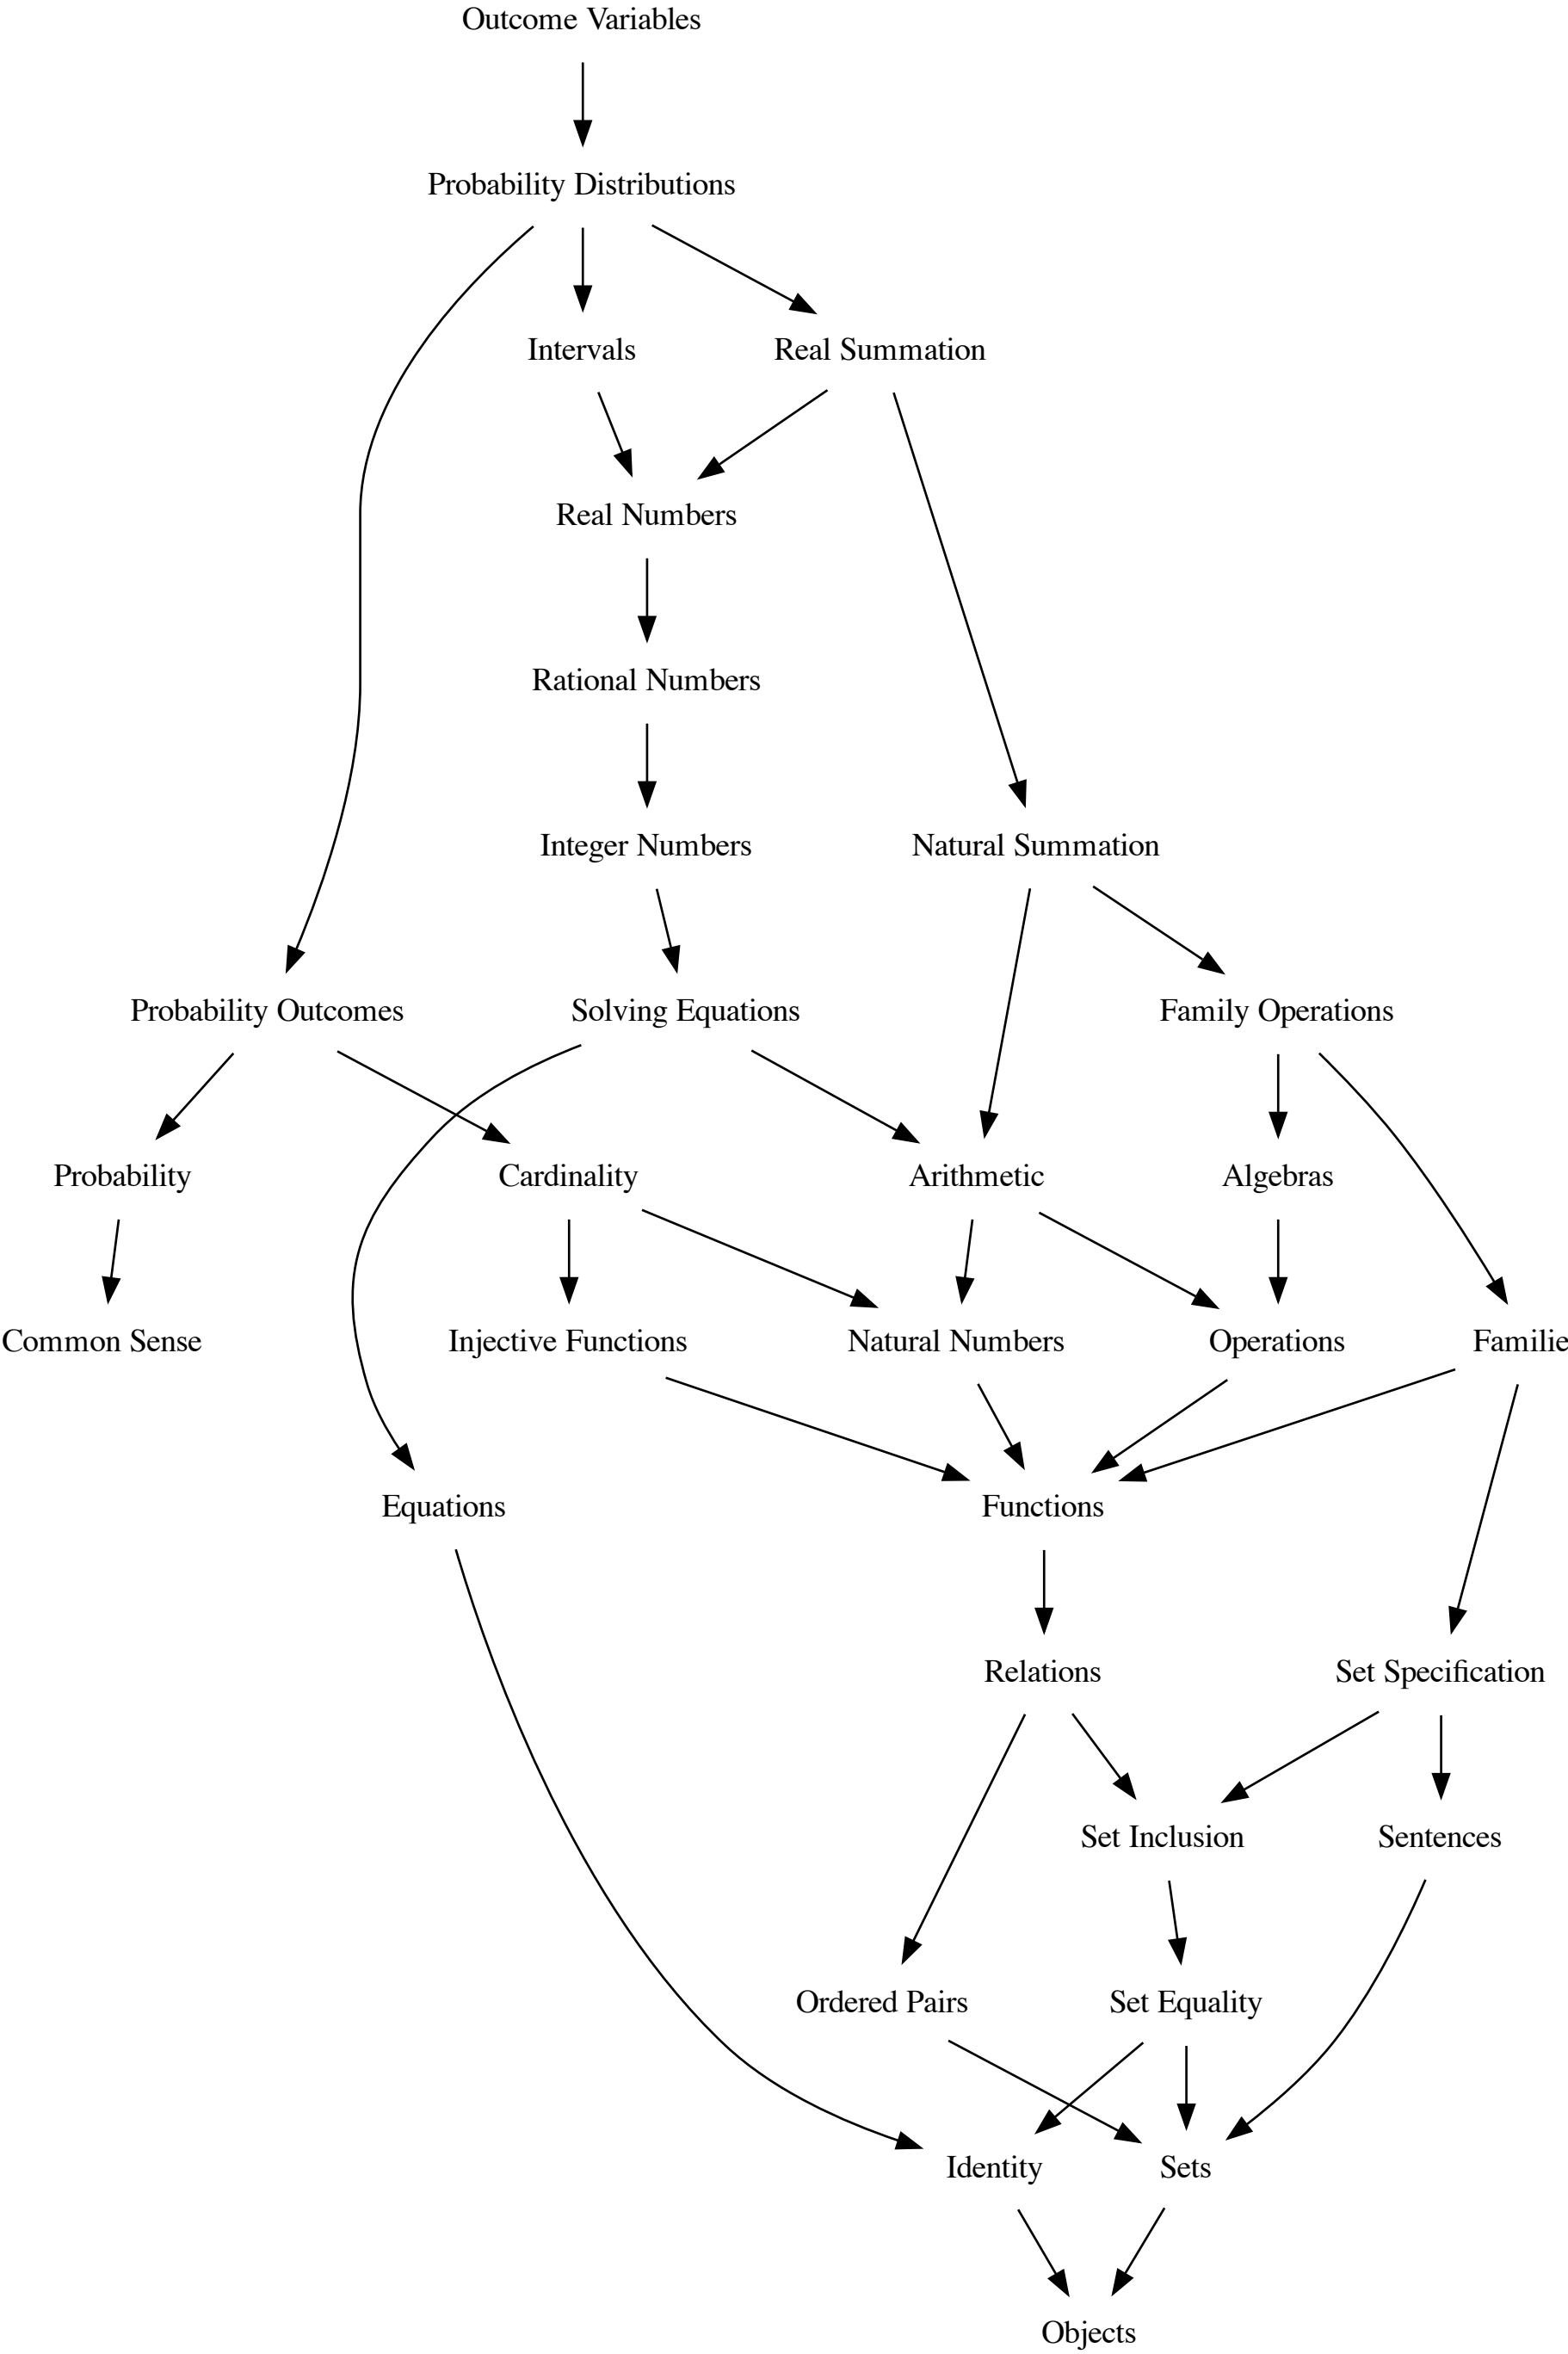 Outcome Variables
Probability Distributions
Intervals
Real Summation
Real Numbers
Rational Numbers
Integer Numbers
Natural Summation
Probability Outcomes
Solving Equations
Family Operations
Probability
Cardinality
Arithmetic
Algebras
Common Sense
Injective Functions
Natural Numbers
Operations
Familie
Equations
Functions
Relations
Set Specification
Set Inclusion
Sentences
Ordered Pairs
Set Equality
Identity
Sets
Objects